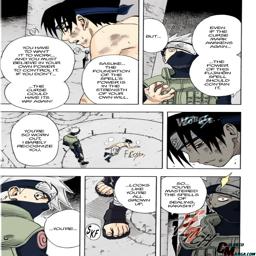 BUT...
EVEN
IF THE
CURSE MARK
AWAKENS
AGAIN...
...
THE
POWER OF
THIS
FUJAHOIN
SPELL
SHOULD
CONTAIN
IT.
SASUKE...
THE
FOUNDATION
OF THE
SPELL'S
POWER IS
IN THE
STRENGTH
OF YOUR
OWN WILL.
YOU HAVE
TO WANT IT
TO WORK...
AND YOU MUST
BELIEVE IN YOUR
OWN POWER
TO CONTROL IT.
IF YOU DON'T...
...
THE
CURSE
COULD HAVE
ITS WAY
AGAIN!
YOU'RE
SO WORN
OUT,
I BARELY
RECOGNIZE
YOU.
SO...
YOU'VE
MASTERED
THE SPELLS
OF
SEALING,
KAKASHI?
LOOKS
LIKE
YOU'RE
ALL
GROWN
UP.
...YOU'RE...